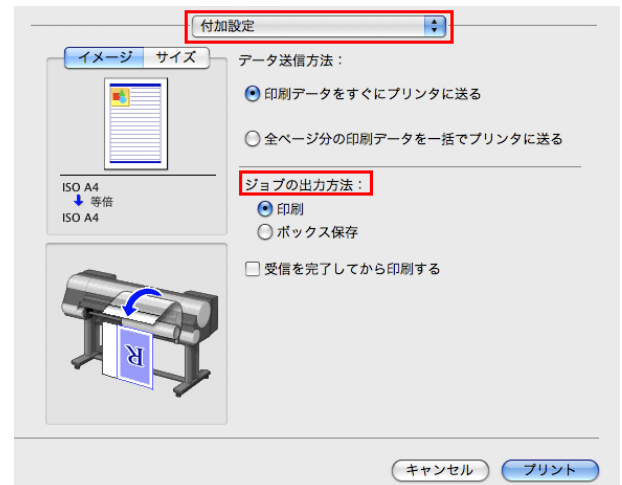 付加設定
イメージ サイズ
データ送信方法：
印刷データをすぐにプリンタに送る
全ページ分の印刷データを一括でプリンタに送る
ISO A4
等倍
ISO A4
ジョブの出力方法：
印刷
ボックス保存
受信を完了してから印刷する
R
キャンセル プリント